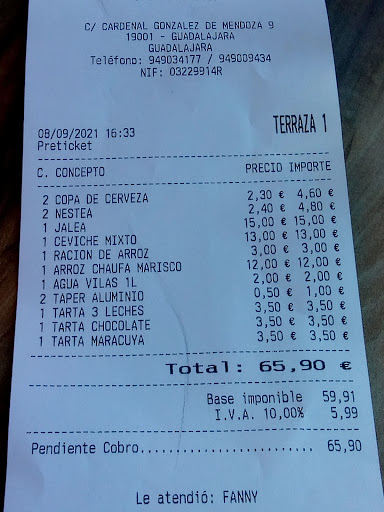 C/ CARDENAL GONZALEZ DE MENDOZA 9
19001 - GUADALAJARA
GUADALAJARA
Teléfono: 949034177 / 949009434
NIF: 03229914R
08/09/2021 16:33 TERRAZA 1
Preticket
C. CONCEPTO PRECIO IMPORTE
2 COPA DE CERVEZA 2,30 € 4,60 €
2 NESTEA 2,40 € 4,80 €
1 JALEA 15,00 € 15,00 €
1 CEVICHE MIXTO 13,00 € 13,00 €
1 RACION DE ARROZ 3,00 € 3,00 €
1 ARROZ CHAUFA MARISCO 12,00 € 12,00 €
1 AGUA VILAS 1L 2,00 € 2,00 €
2 TAPER ALUMINIO 0,50 € 1,00 €
1 TARTA 3 LECHES 3,50 € 3,50 €
1 TARTA CHOCOLATE 3,50 € 3,50 €
1 TARTA MARACUYA 3,50 € 3,50 €
Total: 65,90 €
Base imponible 59,91
I.V.A. 10,00% 5,99
Pendiente Cobro........................ 65,90
Le atendió: FANNY